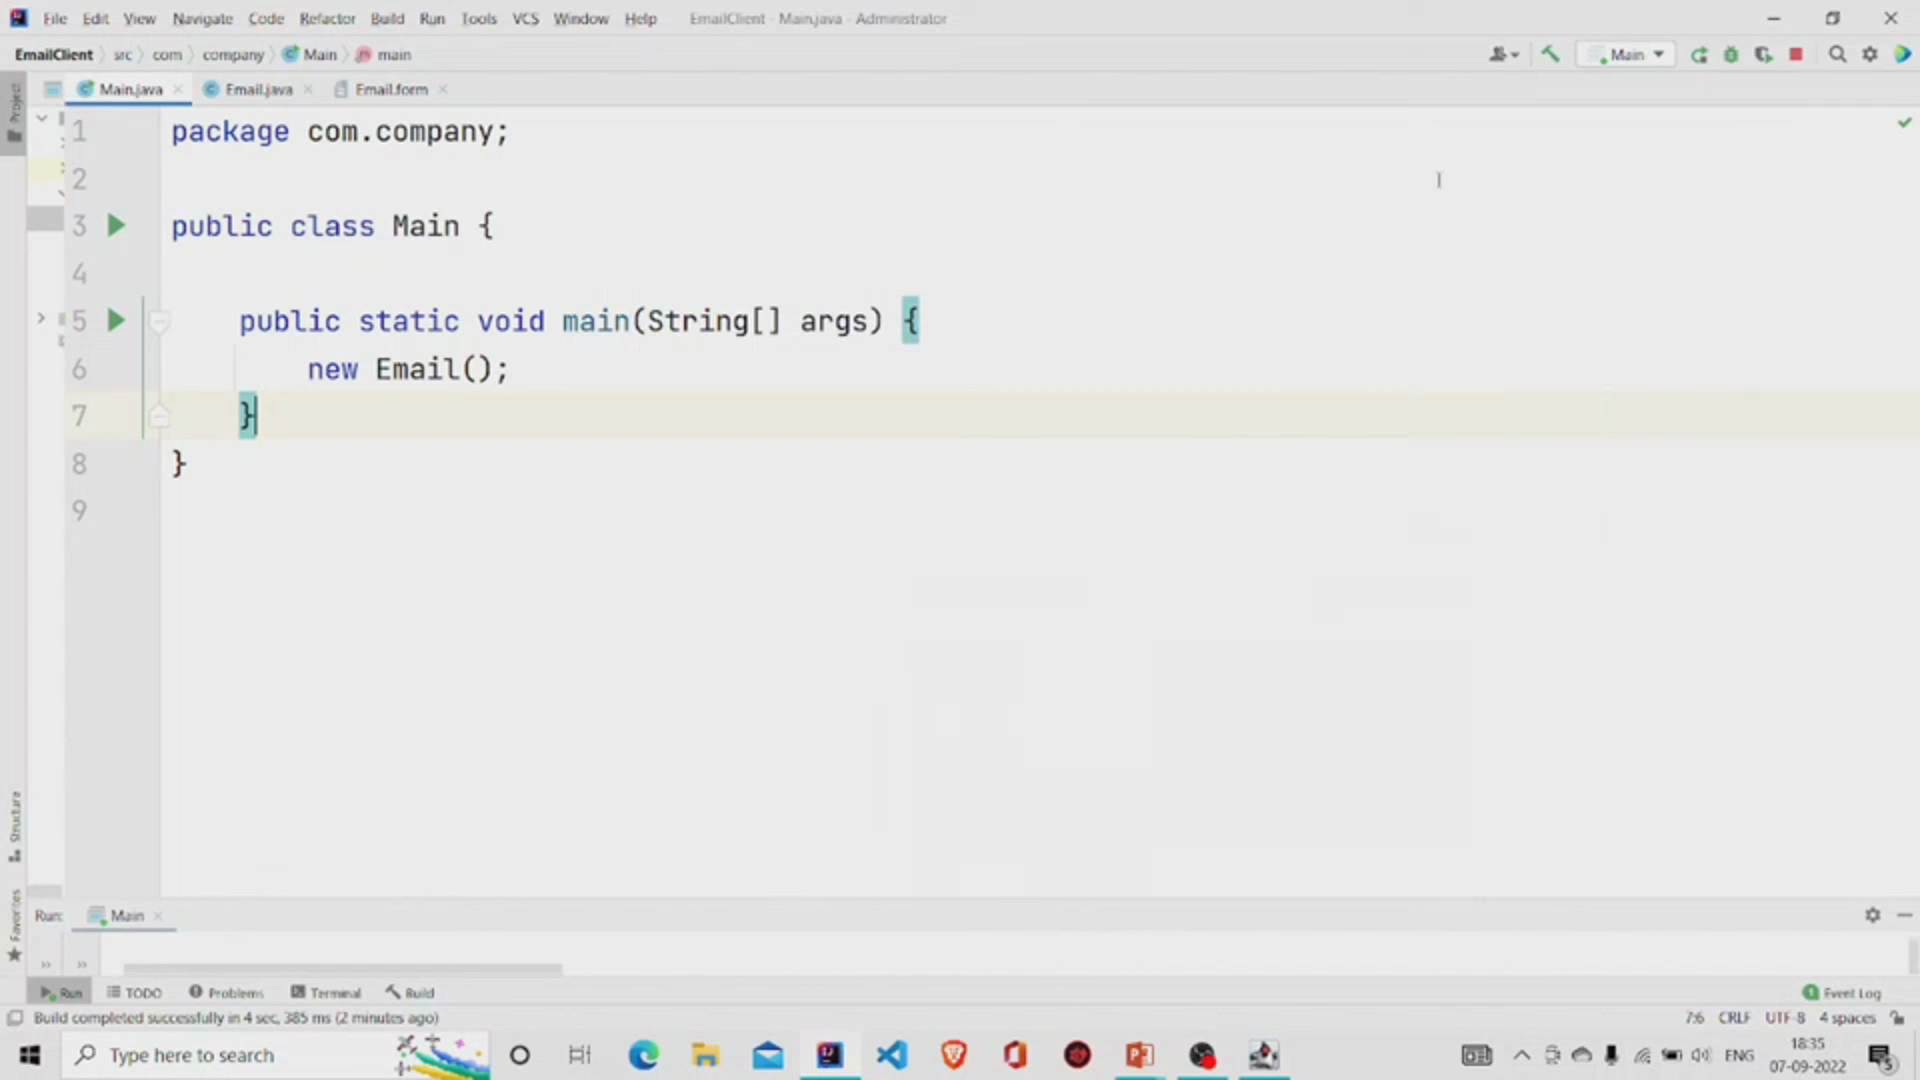 File Edit View Navigate Code Refactor Build Run Tools VCS Window Help EmailClient - Main.java - Administrator
EmailClient src com company Main main
Main
Main.java Email.java Email.form
Project
1 package com.company;
2
3 public class Main {
4
5 public static void main(String[] args) {
6 new Email();
7 }
8 }
9
Structure
Favorites
Run: Main
Run TODO Problems Terminal Build
Event Log
Build completed successfully in 4 sec, 385 ms (2 minutes ago)
7:6 CRLF UTF-8 4 spaces
Type here to search
ENG
18:35
07-09-2022